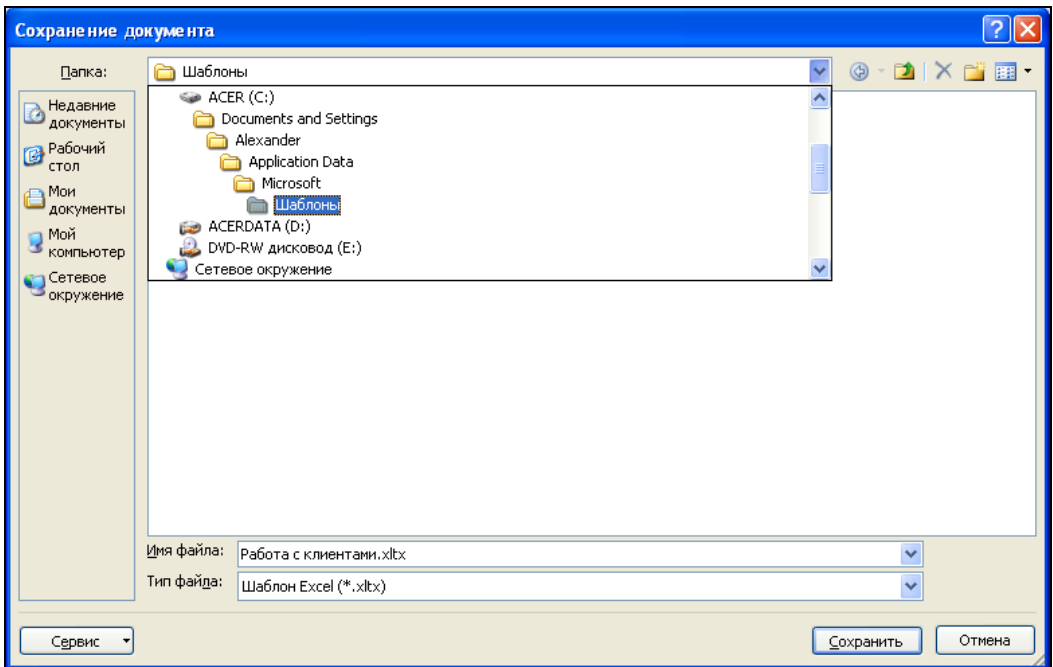 Сохранение документа
Папка:
Шаблоны
Недавние
документы
Рабочий
стол
Мои
документы
Мой
компьютер
Сетевое
окружение
ACER (C:)
Documents and Settings
Alexander
Application Data
Microsoft
Шаблоны
ACERDATA (D:)
DVD-RW дисковод (E:)
Сетевое окружение
Имя файла:
Работа с клиентами.xltx
Тип файла:
Шаблон Excel (*.xltx)
Сервис
Сохранить
Отмена